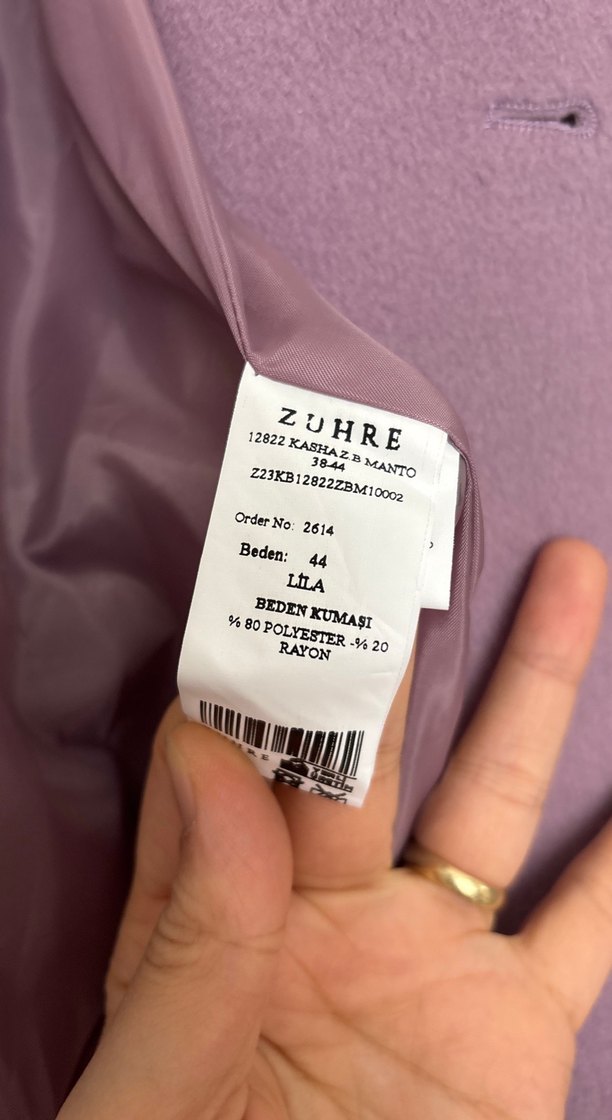 ZÜHRE
12822 KASHA Z.B MANTO
38-44
Z23KB12822ZBM10002
Order No: 2614
Beden: 44
LİLA
BEDEN KUMAŞI
% 80 POLYESTER -% 20
RAYON